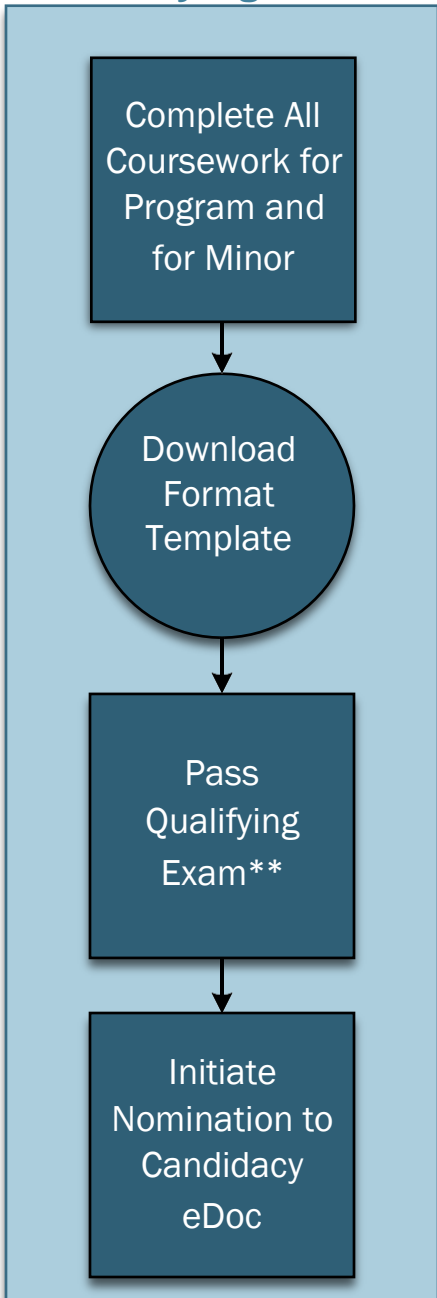 Complete All
Coursework for
Program and
for Minor
Download
Format
Template
Pass
Qualifying
Exam**
Initiate
Nomination to
Candidacy
eDoc